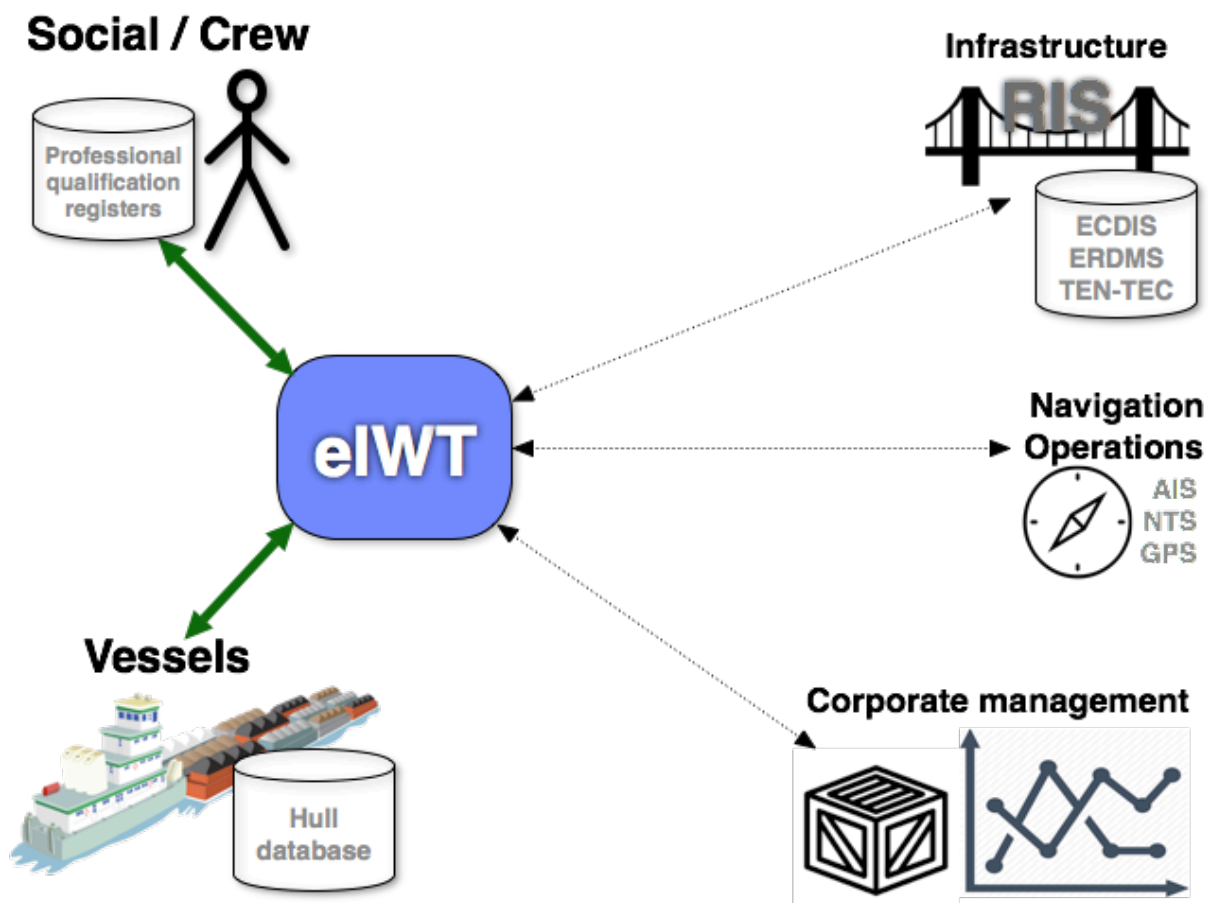 Social / Crew
Professional
qualification
registers
Infrastructure
RIS
ECDIS
ERDMS
TEN-TEC
eIWT
Navigation
Operations
AIS
NTS
GPS
Vessels
Hull
database
Corporate management